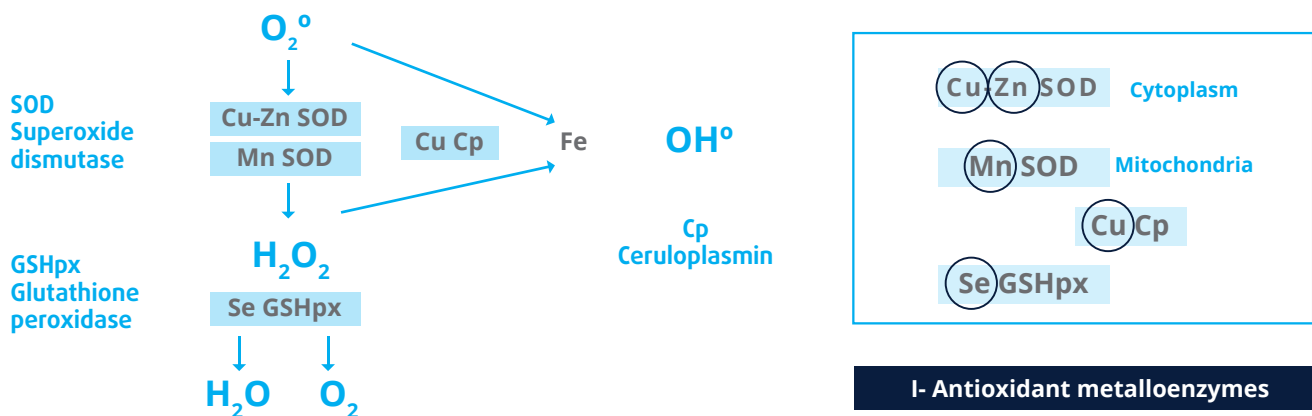 O₂º
SOD
Superoxide
dismutase
Cu-Zn SOD
Mn SOD
Cu Cp
Fe
OHº
H₂O₂
Cp
Ceruloplasmin
GSHpx
Glutathione
peroxidase
Se GSHpx
H₂O
O₂
Cu-Zn SOD
Cytoplasm
Mn SOD
Mitochondria
Cu Cp
Se GSHpx
I- Antioxidant metalloenzymes